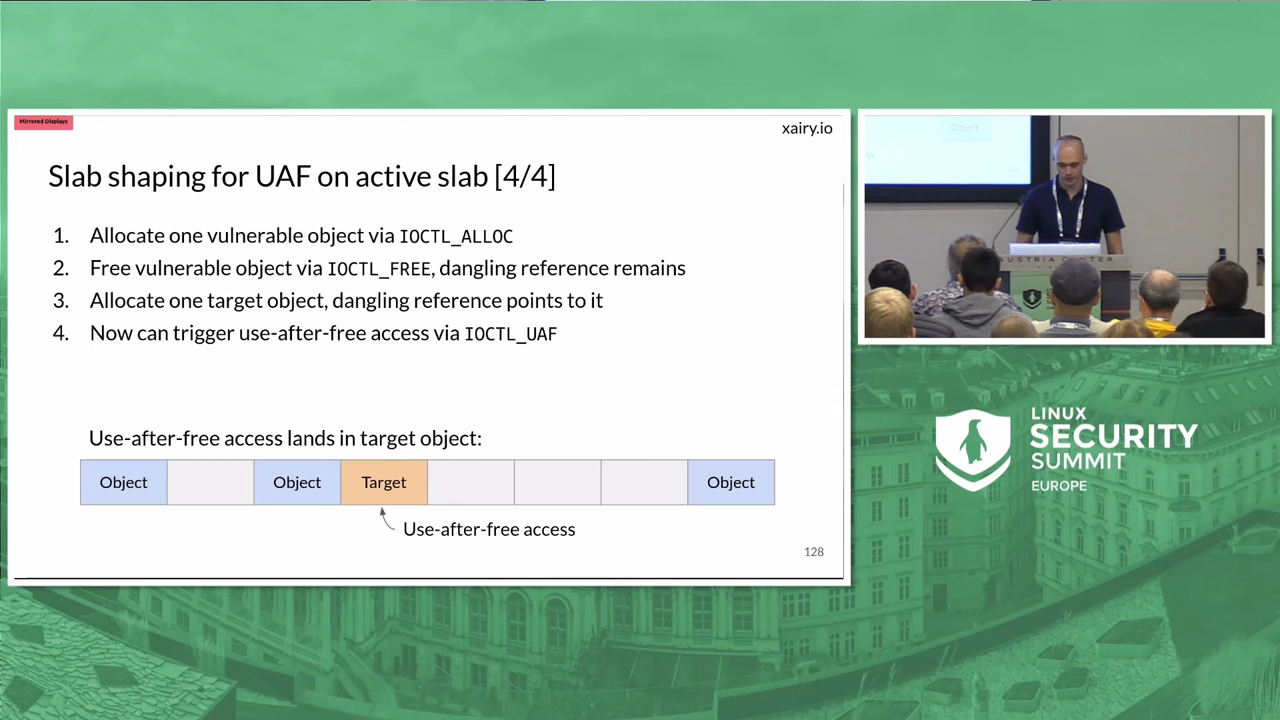 Mirrored Displays
xairy.io
Slab shaping for UAF on active slab [4/4]
1. Allocate one vulnerable object via IOCTL_ALLOC
2. Free vulnerable object via IOCTL_FREE, dangling reference remains
3. Allocate one target object, dangling reference points to it
4. Now can trigger use-after-free access via IOCTL_UAF
Use-after-free access lands in target object:
Object Object Target Object
Use-after-free access
128
Object
AUSTRIA CENTER
LINUX
SECURITY
SUMMIT
EUROPE